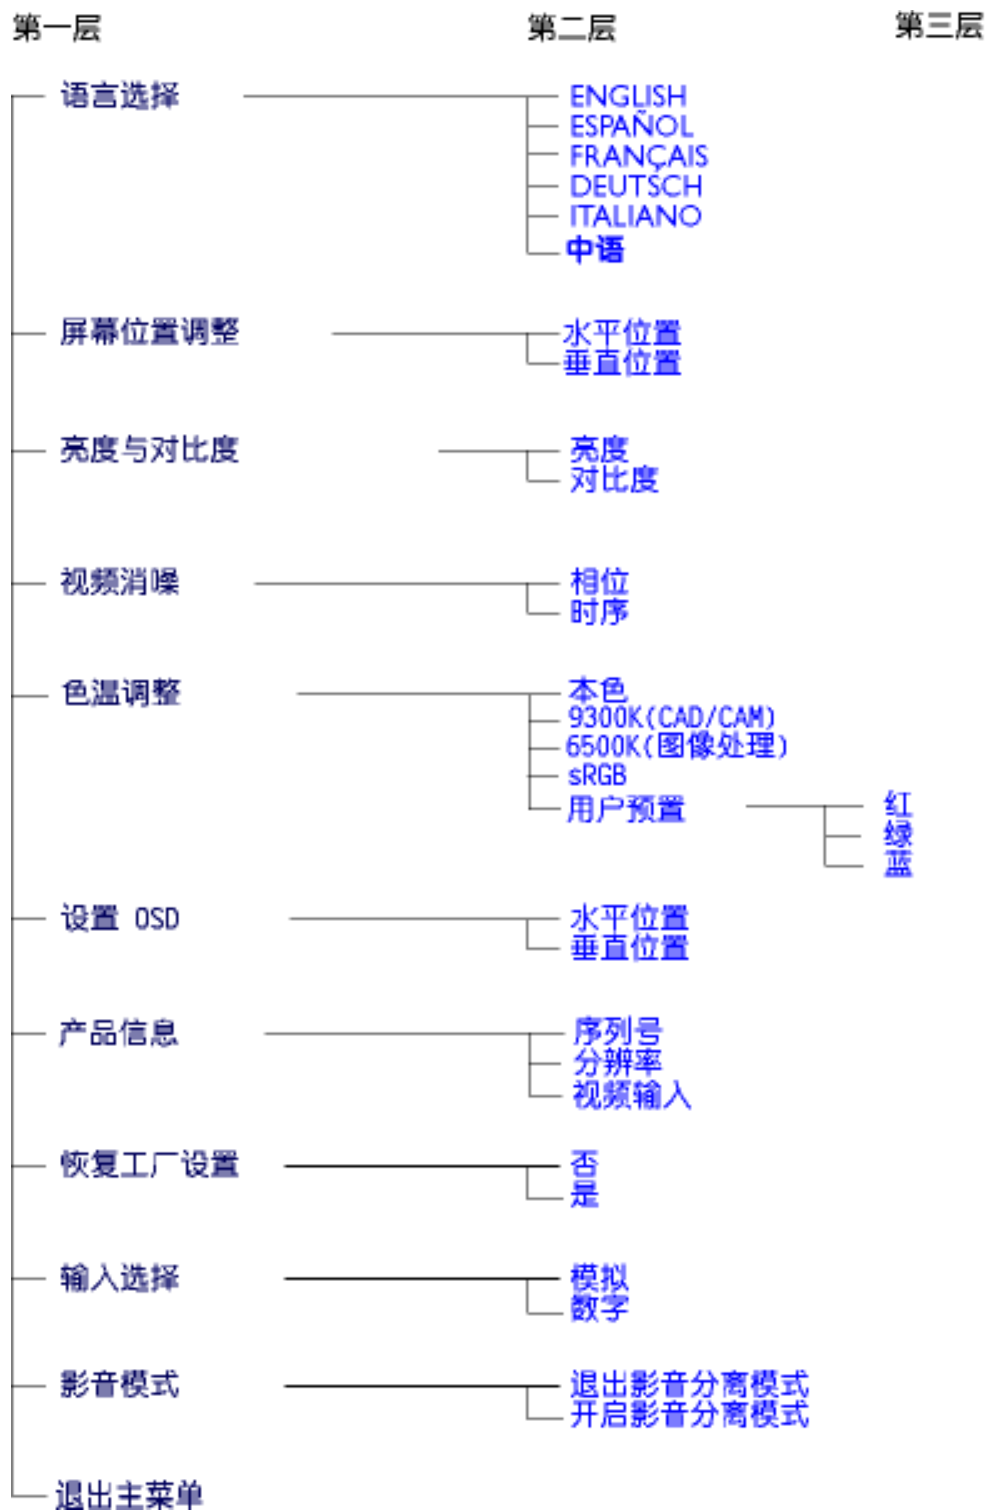 第一层 第二层 第三层
语言选择 ENGLISH
ESPAÑOL
FRANÇAIS
DEUTSCH
ITALIANO
中语
屏幕位置调整 水平位置
垂直位置
亮度与对比度 亮度
对比度
视频消噪 相位
时序
色温调整 本色
9300K(CAD/CAM)
6500K(图像处理)
sRGB
用户预置 红
绿
蓝
设置 OSD 水平位置
垂直位置
产品信息 序列号
分辨率
视频输入
恢复工厂设置 否
是
输入选择 模拟
数字
影音模式 退出影音分离模式
开启影音分离模式
退出主菜单